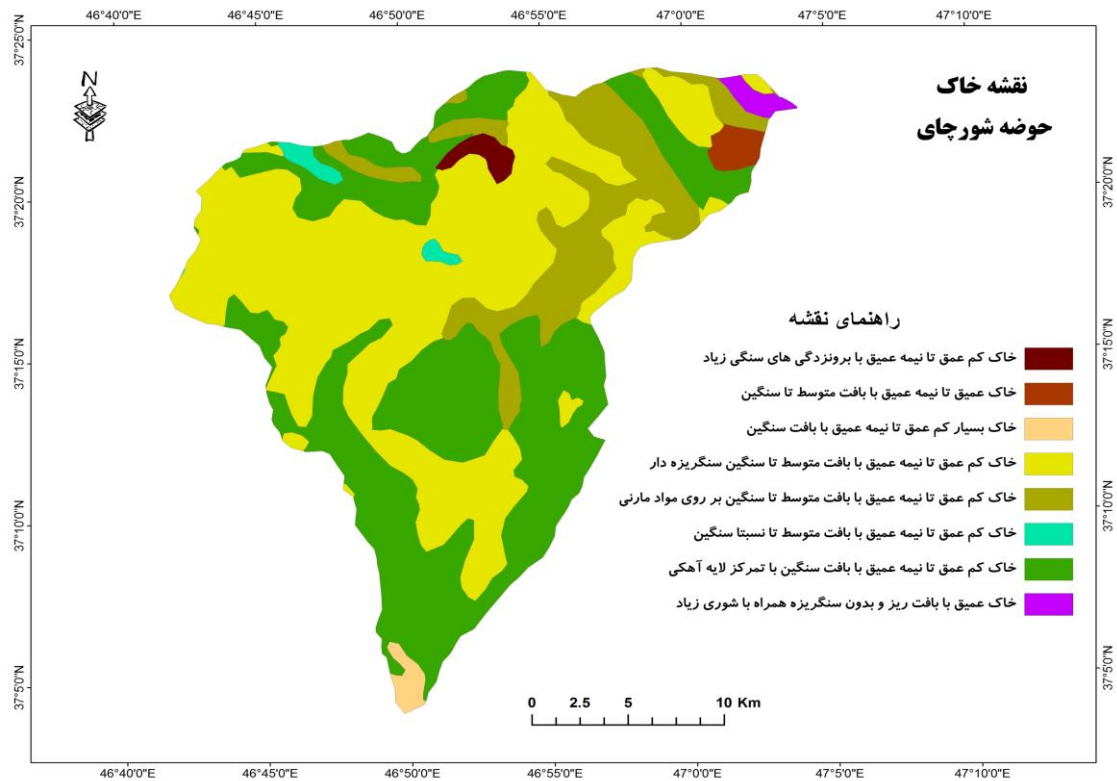 46°40'0"E 46°45'0"E 46°50'0"E 46°55'0"E 47°0'0"E 47°5'0"E 47°10'0"E
37°25'0"N
37°20'0"N
37°15'0"N
37°10'0"N
37°5'0"N
N
نقشه خاک
حوضه شورچای
راهنمای نقشه
خاک کم عمق تا نیمه عمیق با برونزدگی های سنگی زیاد
خاک عمیق تا نیمه عمیق با بافت متوسط تا سنگین
خاک بسیار کم عمق تا نیمه عمیق با بافت سنگین
خاک کم عمق تا نیمه عمیق با بافت متوسط تا سنگین سنگریزه دار
خاک کم عمق تا نیمه عمیق با بافت متوسط تا سنگین بر روی مواد مارنی
خاک کم عمق تا نیمه عمیق با بافت متوسط تا نسبتا سنگین
خاک کم عمق تا نیمه عمیق با بافت سنگین با تمرکز لایه آهکی
خاک عمیق با بافت ریز و بدون سنگریزه همراه با شوری زیاد
0 2.5 5 10 Km
37°20'0"N
37°15'0"N
37°10'0"N
37°5'0"N
46°40'0"E 46°45'0"E 46°50'0"E 46°55'0"E 47°0'0"E 47°5'0"E 47°10'0"E